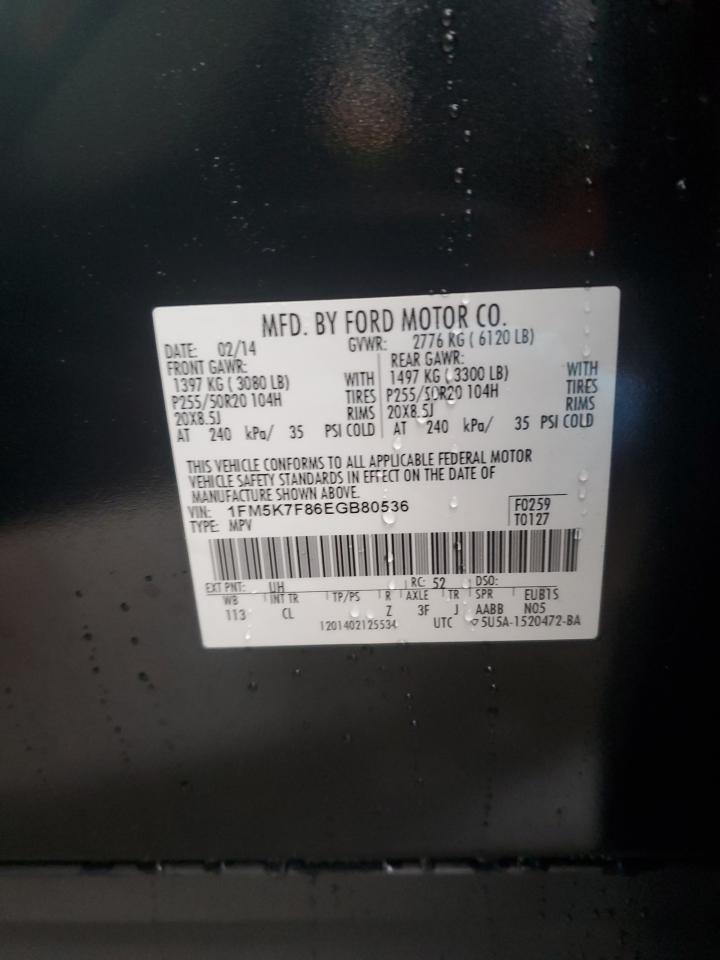 MFD. BY FORD MOTOR CO.
DATE: 02/14 GVWR: 2776 KG ( 6120 LB)
FRONT GAWR: REAR GAWR:
1397 KG ( 3080 LB) WITH 1497 KG ( 3300 LB) WITH
P255/50R20 104H TIRES P255/50R20 104H TIRES
20X8.5J RIMS 20X8.5J RIMS
AT 240 kPa/ 35 PSI COLD AT 240 kPa/ 35 PSI COLD
THIS VEHICLE CONFORMS TO ALL APPLICABLE FEDERAL MOTOR
VEHICLE SAFETY STANDARDS IN EFFECT ON THE DATE OF
MANUFACTURE SHOWN ABOVE.
VIN: 1FM5K7F86EGB80536 F0259
TYPE: MPV T0127
EXT PNT: UH RC: 52 DSO:
WB INT TR TP/PS R AXLE TR SPR EUB15
113 CL Z 3F J AABB N05
1201402125534 UTC 5U5A-1520472-BA